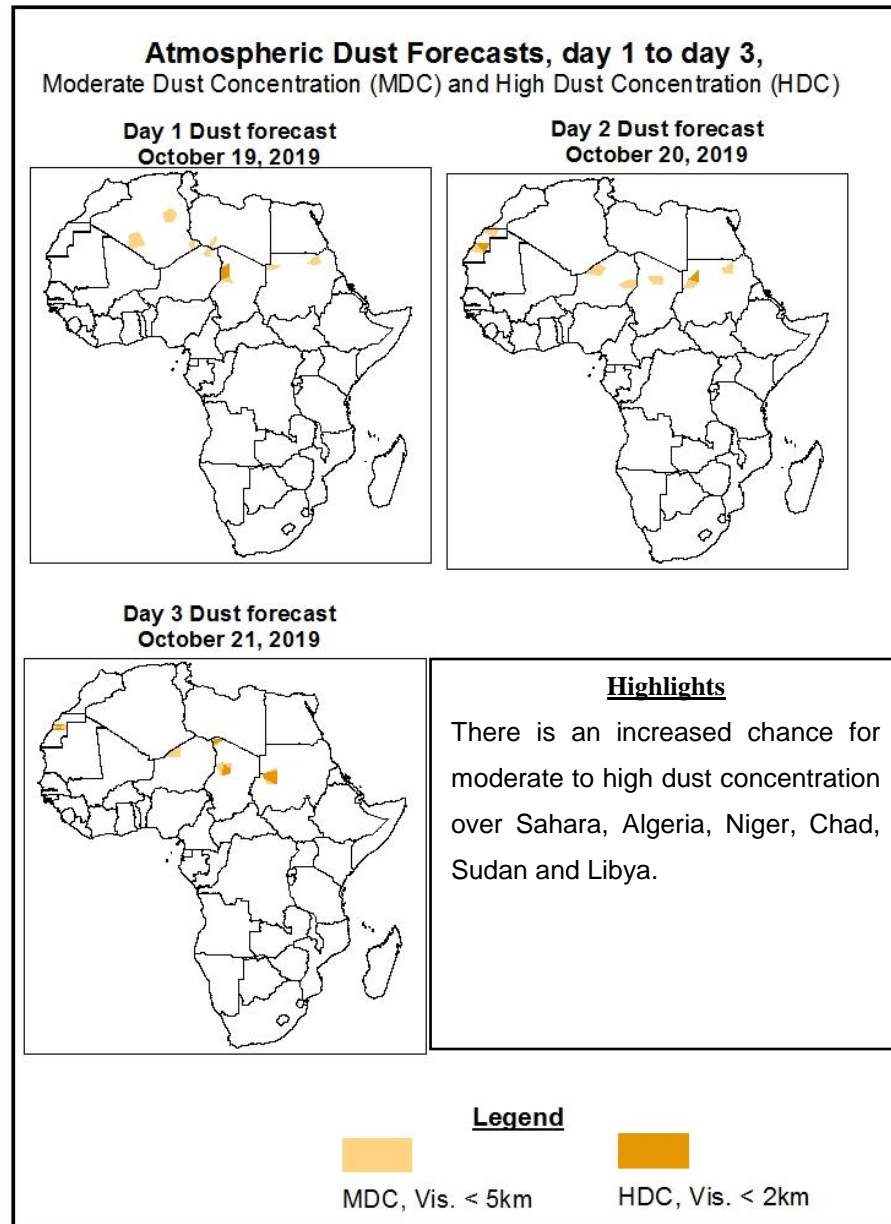 Atmospheric Dust Forecasts, day 1 to day 3,
Moderate Dust Concentration (MDC) and High Dust Concentration (HDC)
Day 1 Dust forecast
October 19, 2019
Day 2 Dust forecast
October 20, 2019
Day 3 Dust forecast
October 21, 2019
Highlights
There is an increased chance for
moderate to high dust concentration
over Sahara, Algeria, Niger, Chad,
Sudan and Libya.
Legend
MDC, Vis. < 5km
HDC, Vis. < 2km